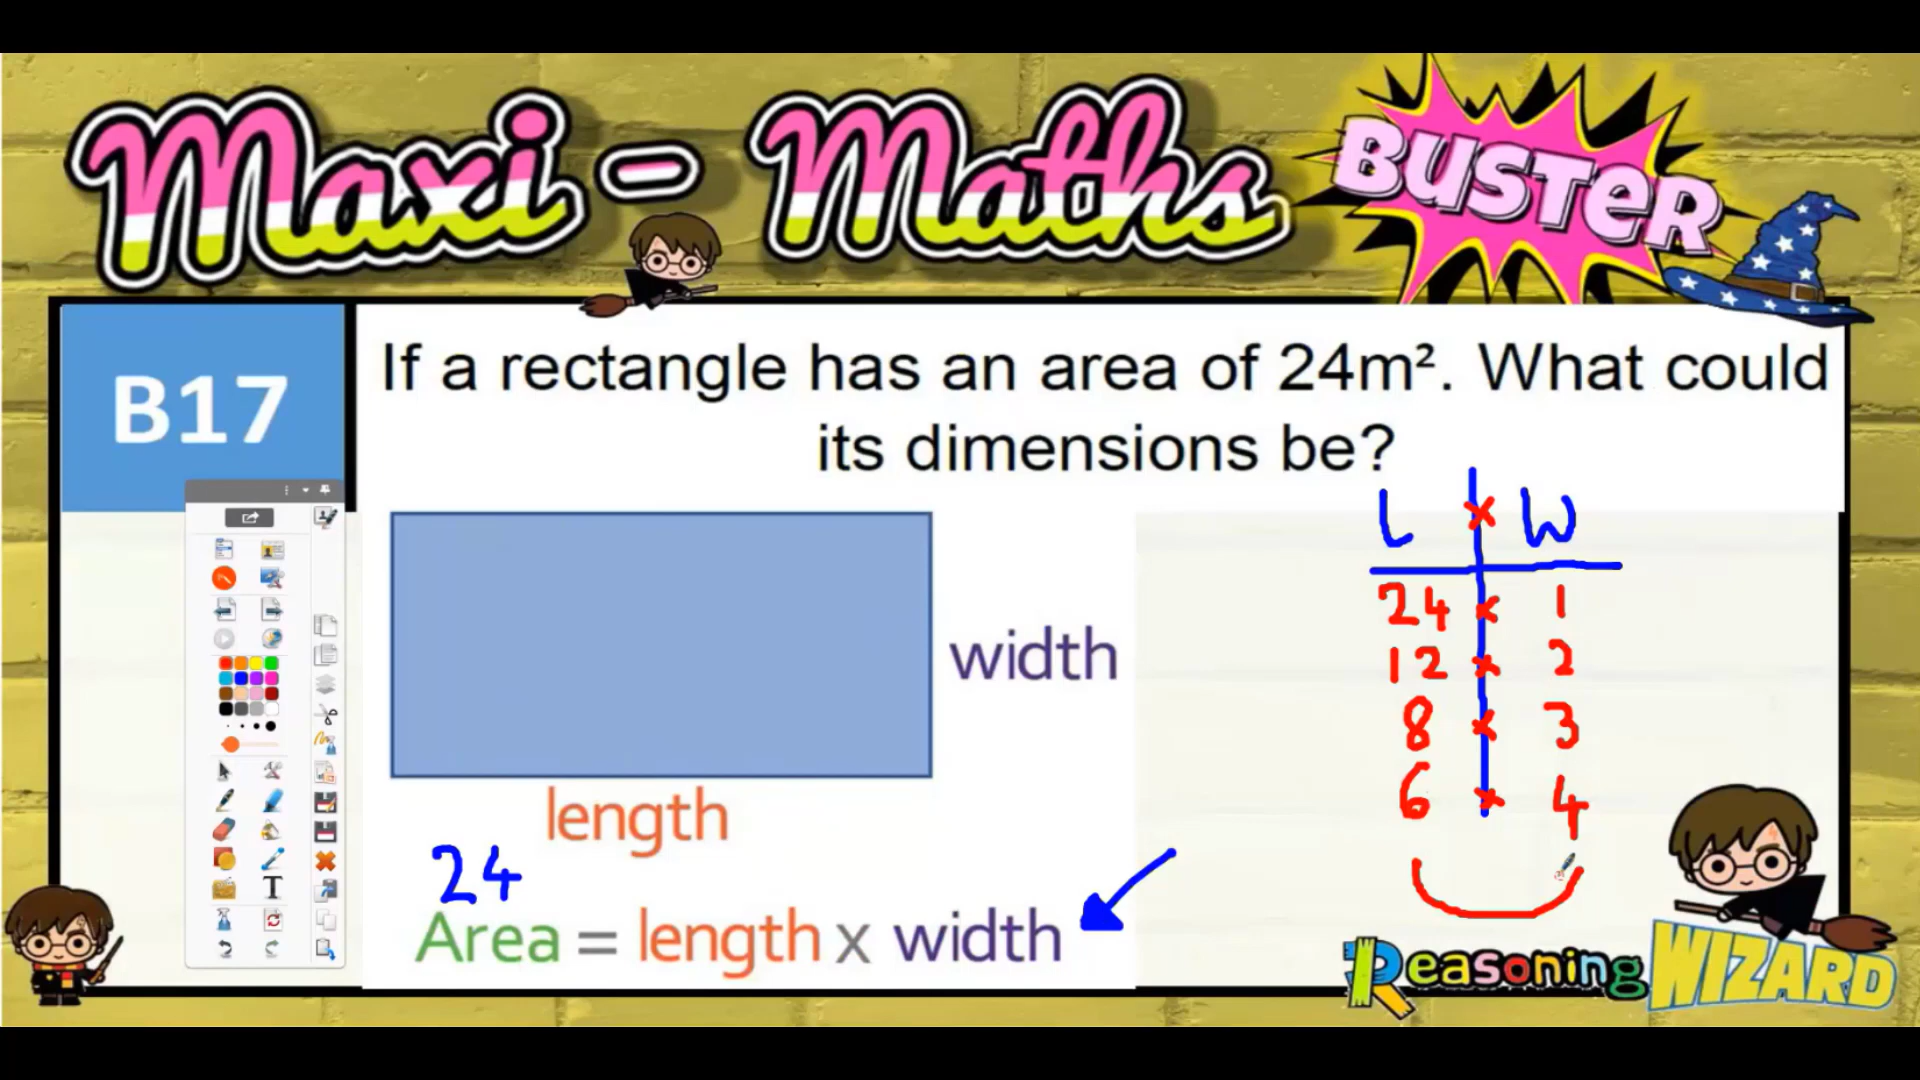 Maxi - Maths BUSTER
B17
If a rectangle has an area of 24m². What could
its dimensions be?
L x W
24 x 1
12 x 2
8 x 3
6 x 4
width
length
24
Area = length x width
T
Reasoning WIZARD